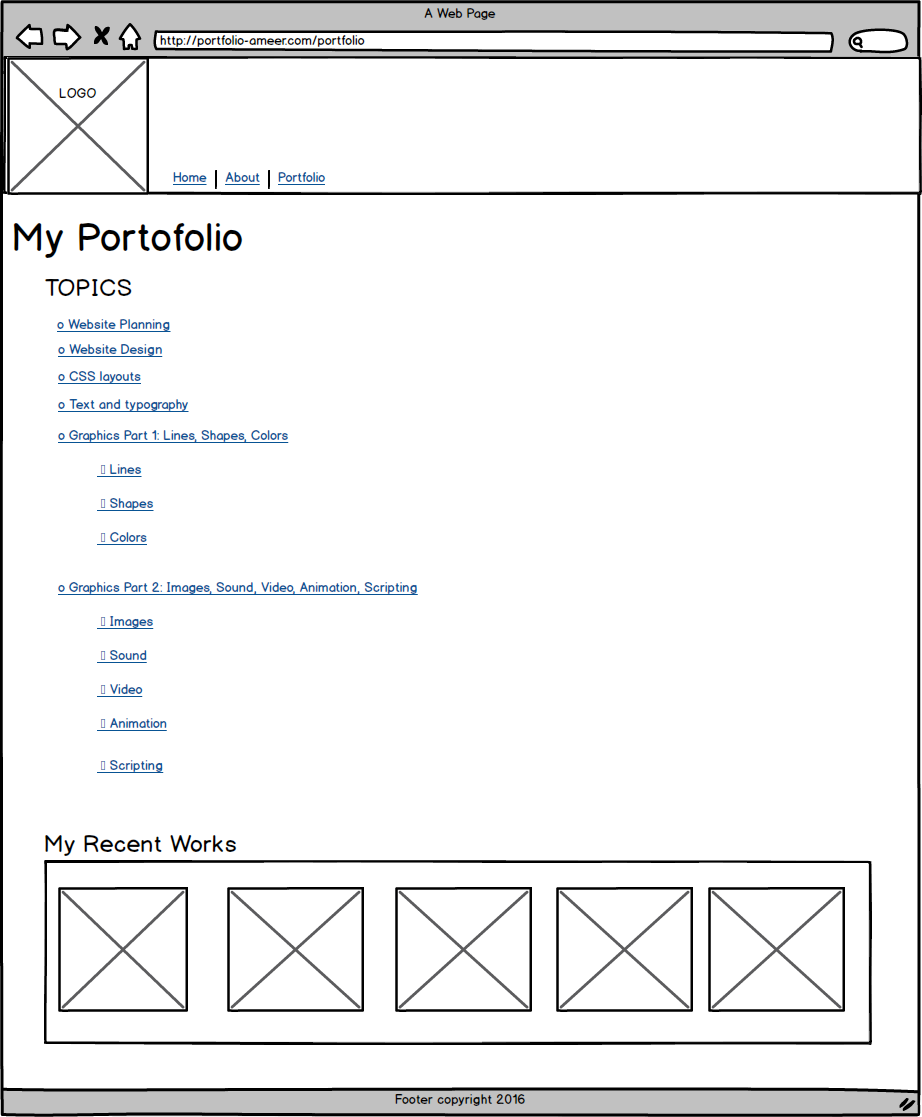 A Web Page
http://portfolio-ameer.com/portfolio
LOGO
Home | About | Portfolio
My Portofolio
TOPICS
o Website Planning
o Website Design
o CSS layouts
o Text and typography
o Graphics Part 1: Lines, Shapes, Colors
▯ Lines
▯ Shapes
▯ Colors
o Graphics Part 2: Images, Sound, Video, Animation, Scripting
▯ Images
▯ Sound
▯ Video
▯ Animation
▯ Scripting
My Recent Works
Footer copyright 2016